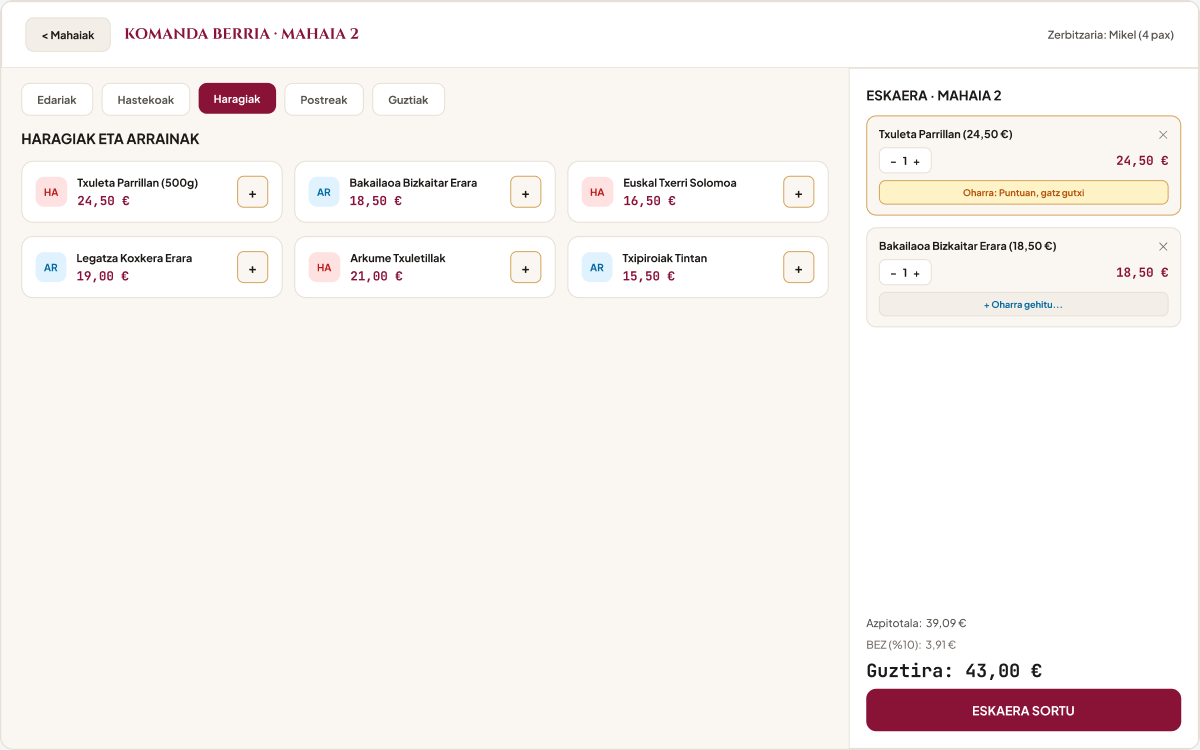 < Mahaiak
KOMANDA BERRIA · MAHAIA 2
Zerbitzaria: Mikel (4 pax)
Edariak
Hastekoak
Haragiak
Postreak
Guztiak
HARAGIAK ETA ARRAINAK
HA
Txuleta Parrillan (500g)
24,50 €
+
AR
Bakailaoa Bizkaitar Erara
18,50 €
+
HA
Euskal Txerri Solomoa
16,50 €
+
AR
Legatza Koxkera Erara
19,00 €
+
HA
Arkume Txuletillak
21,00 €
+
AR
Txipiroiak Tintan
15,50 €
+
ESKAERA · MAHAIA 2
Txuleta Parrillan (24,50 €)
- 1 +
24,50 €
Oharra: Puntuan, gatz gutxi
Bakailaoa Bizkaitar Erara (18,50 €)
- 1 +
18,50 €
+ Oharra gehitu...
Azpitotala: 39,09 €
BEZ (%10): 3,91 €
Guztira: 43,00 €
ESKAERA SORTU